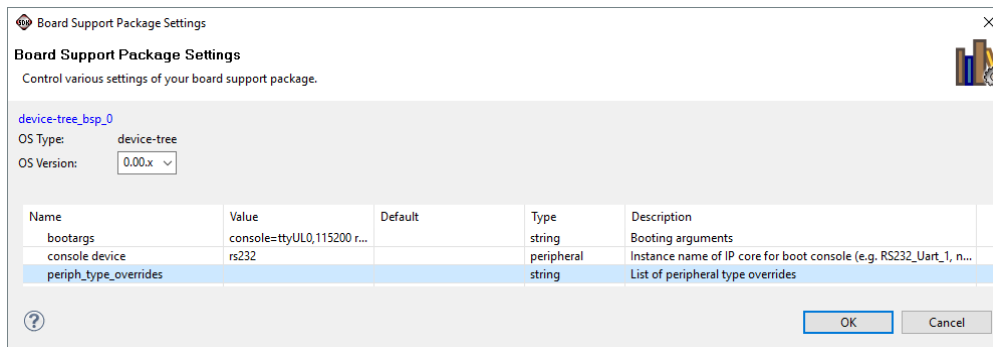 SDK Board Support Package Settings
Board Support Package Settings
Control various settings of your board support package.
device-tree_bsp_0
OS Type: device-tree
OS Version: 0.00.x
Name Value Default Type Description
bootargs console=ttyUL0,115200 r... string Booting arguments
console device rs232 peripheral Instance name of IP core for boot console (e.g. RS232_Uart_1, n...
periph_type_overrides string List of peripheral type overrides
? OK Cancel